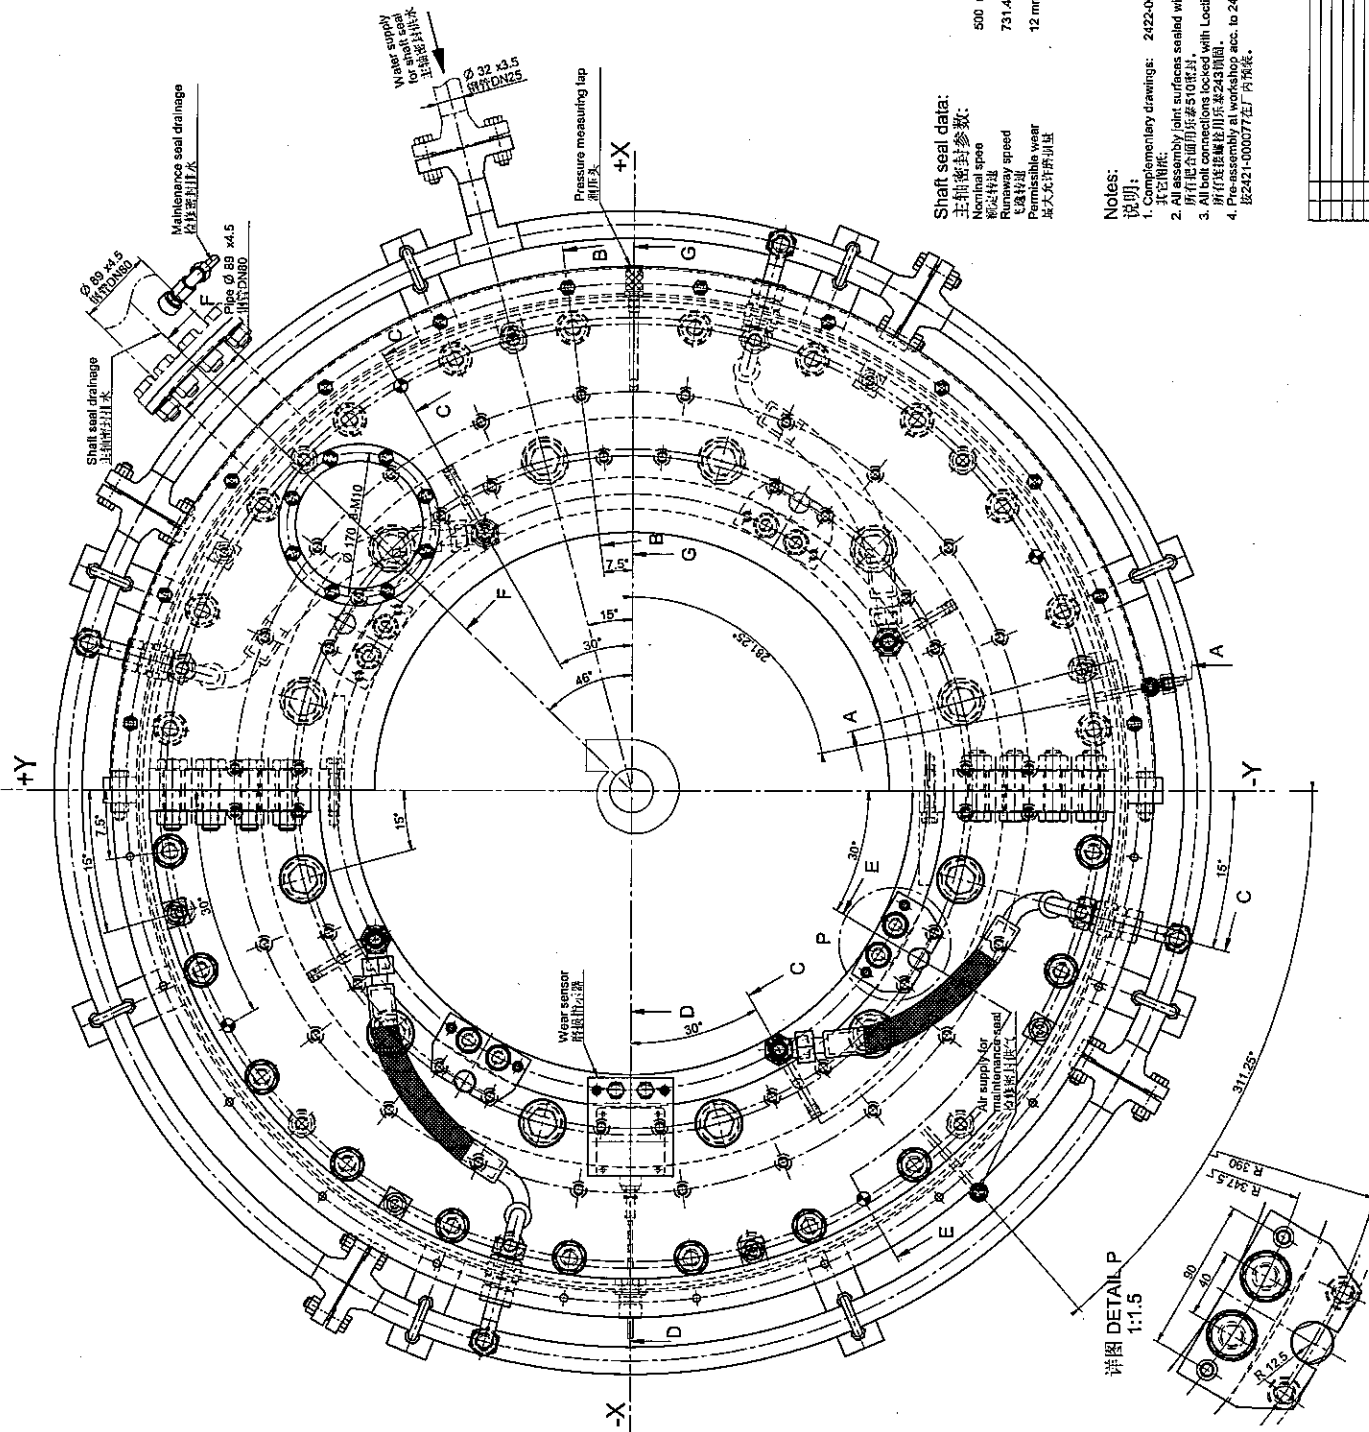 Water supply
for shaft seal
主轴密封供水
Ø 32 x3.5
钢管DN25
Maintenance seal drainage
检修密封排水
Ø 89 x4.5
钢管DN80
Pipe Ø 89 x4.5
钢管DN80
F
Shaft seal drainage
主轴密封排水
Pressure measuring tap
测压头
+X
B
G
C
C
Ø 170
-M10
B
G
7.5°
F
15°
30°
46°
281.25°
A
A
+Y
-Y
7.5°
15°
30°
15°
30°
E
P
15°
C
C
D
30°
Wear sensor
磨损指示器
Air supply for
maintenance seal
检修密封供气
311.25°
E
D
-X
Shaft seal data:
主轴密封参数:
Nominal spee
额定转速
500
Runaway speed
飞逸转速
731.4
Permissible wear
最大允许磨损量
12 mm
Notes:
说明:
1. Complementary drawings: 2422-0
其它图纸:
2. All assembly joint surfaces sealed wi
所有把合面用乐泰510密封.
3. All bolt connections locked with Locti
所有连接螺栓用乐泰243锁固.
4. Pre-assembly at workshop acc. to 24
按2421-000077在厂内预装.
详图 DETAIL P
1:1.5
R 390
R 347.5
90
40
R 12.5